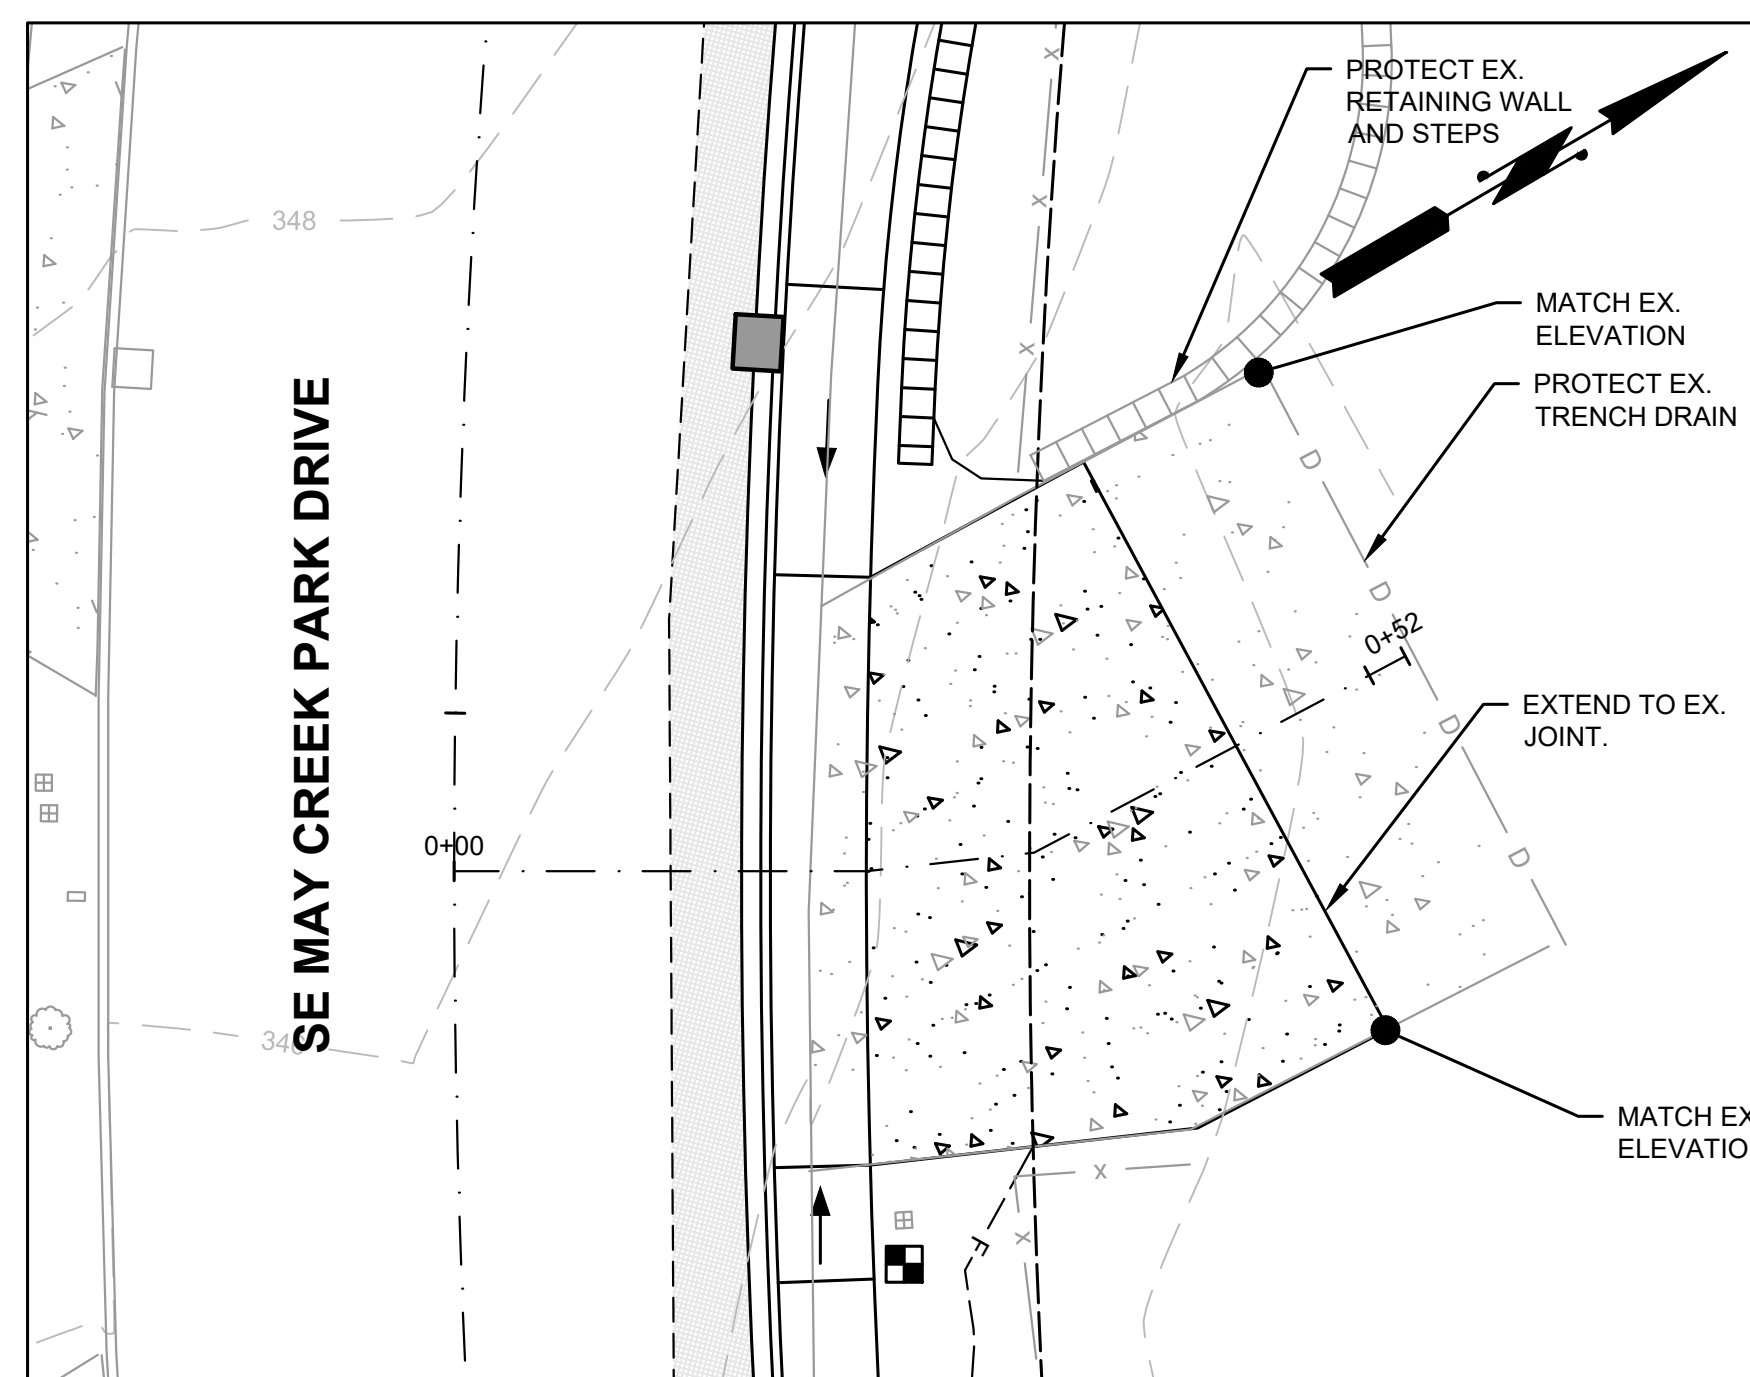 PROTECT EX.
RETAINING WALL
AND STEPS
MATCH EX.
ELEVATION
PROTECT EX.
TRENCH DRAIN
EXTEND TO EX.
JOINT.
MATCH EX
ELEVATIO
SE MAY CREEK PARK DRIVE
348
0+00
0+52
X
X
X
D
D
D
D
X
X
F